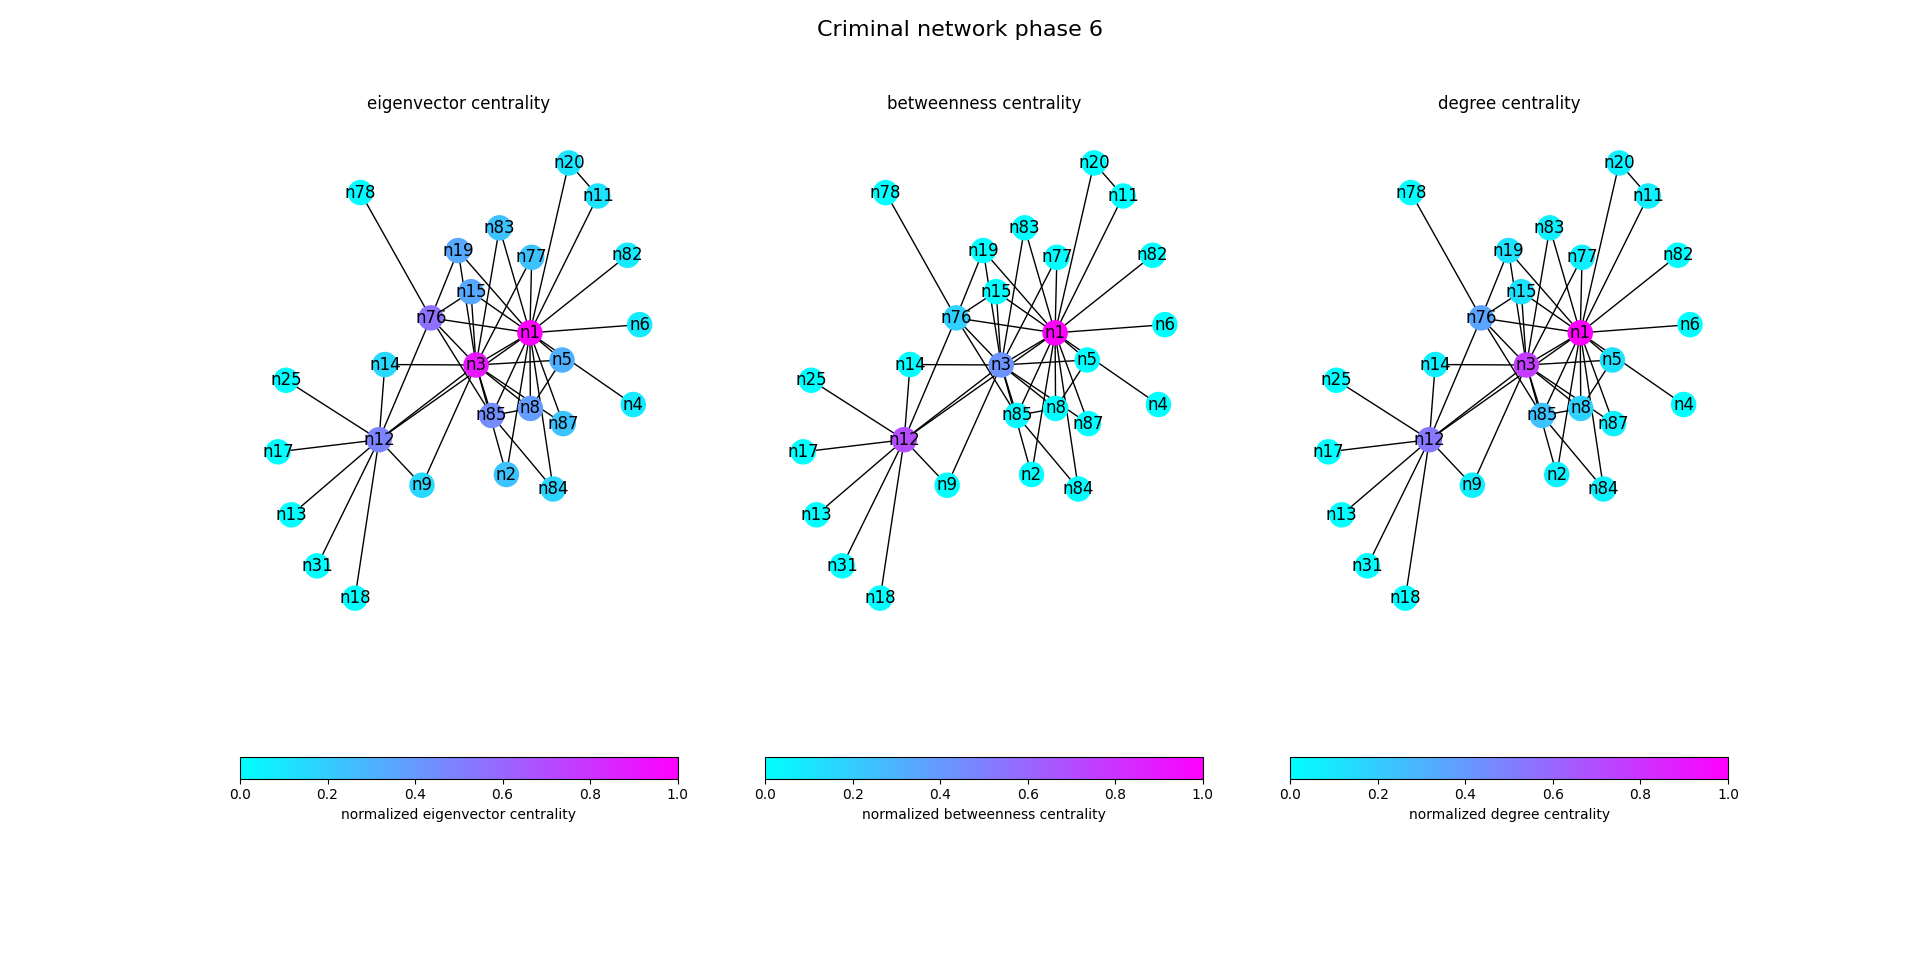 Criminal network phase 6
eigenvector centrality
n20
n78
n11
n83
n19
n82
n77
n15
n76
n6
n1
n5
n14
n3
n25
n4
n8
n85
n87
n12
n17
n2
n9
n84
n13
n31
n18
0.0 0.2 0.4 0.6 0.8 1.0
normalized eigenvector centrality
betweenness centrality
n20
n78
n11
n83
n19
n82
n77
n15
n76
n6
n1
n5
n14
n3
n25
n4
n8
n85
n87
n12
n17
n2
n9
n84
n13
n31
n18
0.0 0.2 0.4 0.6 0.8 1.0
normalized betweenness centrality
degree centrality
n20
n78
n11
n83
n19
n82
n77
n15
n76
n6
n1
n5
n14
n3
n25
n4
n8
n85
n87
n12
n17
n2
n9
n84
n13
n31
n18
0.0 0.2 0.4 0.6 0.8 1.0
normalized degree centrality